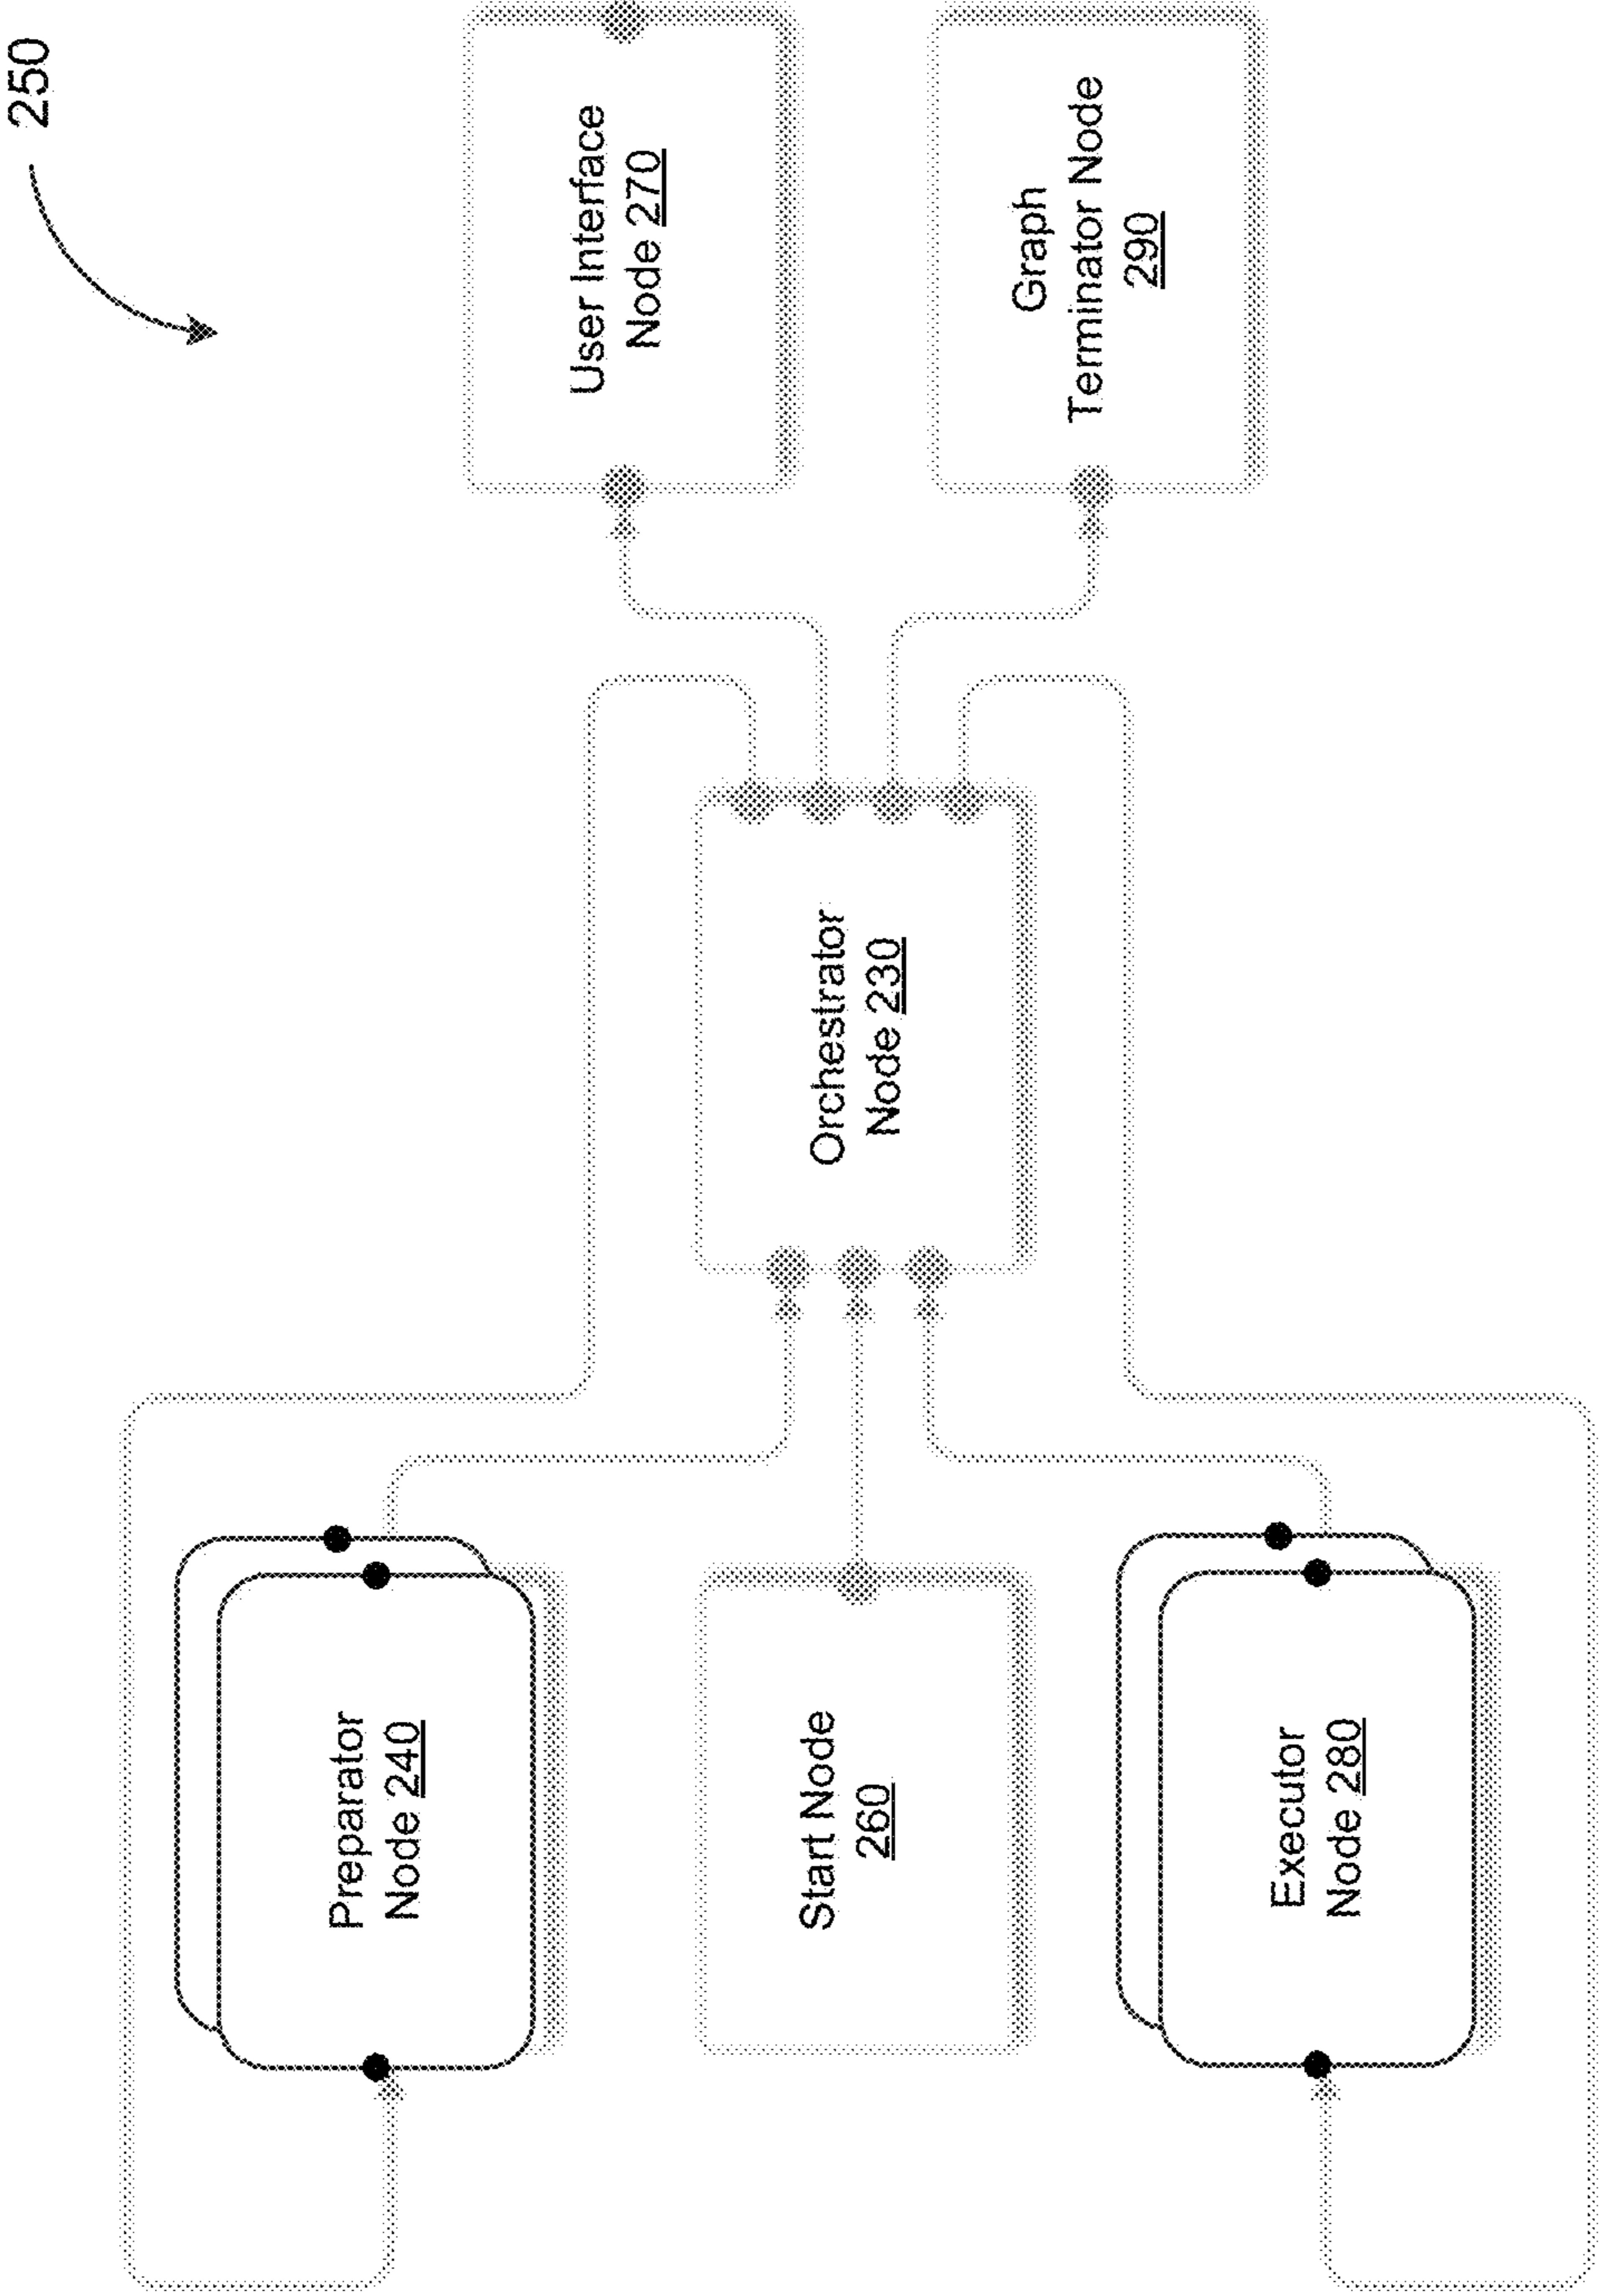 250
Preparator
Node 240
Start Node
260
Executor
Node 280
Orchestrator
Node 230
User Interface
Node 270
Graph
Terminator Node
290